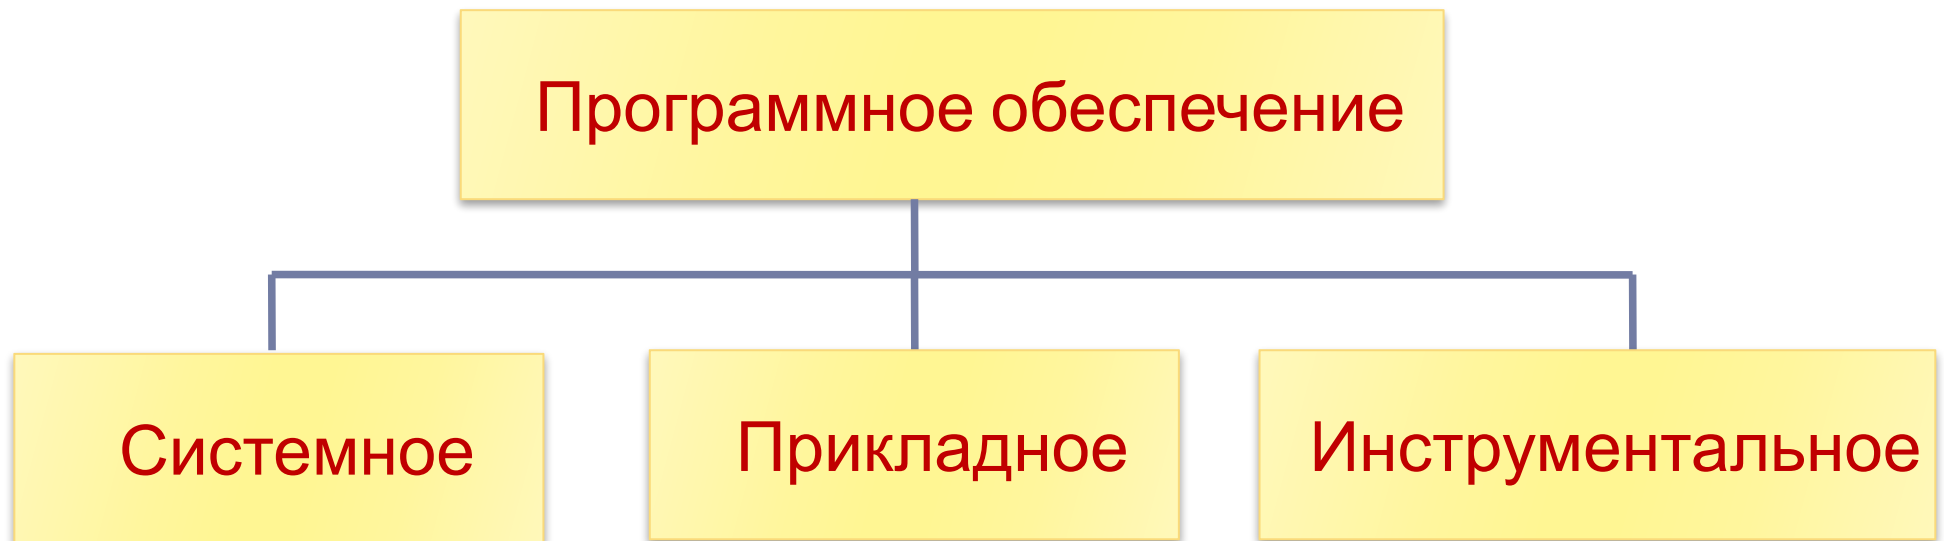 Программное обеспечение
Системное
Прикладное
Инструментальное